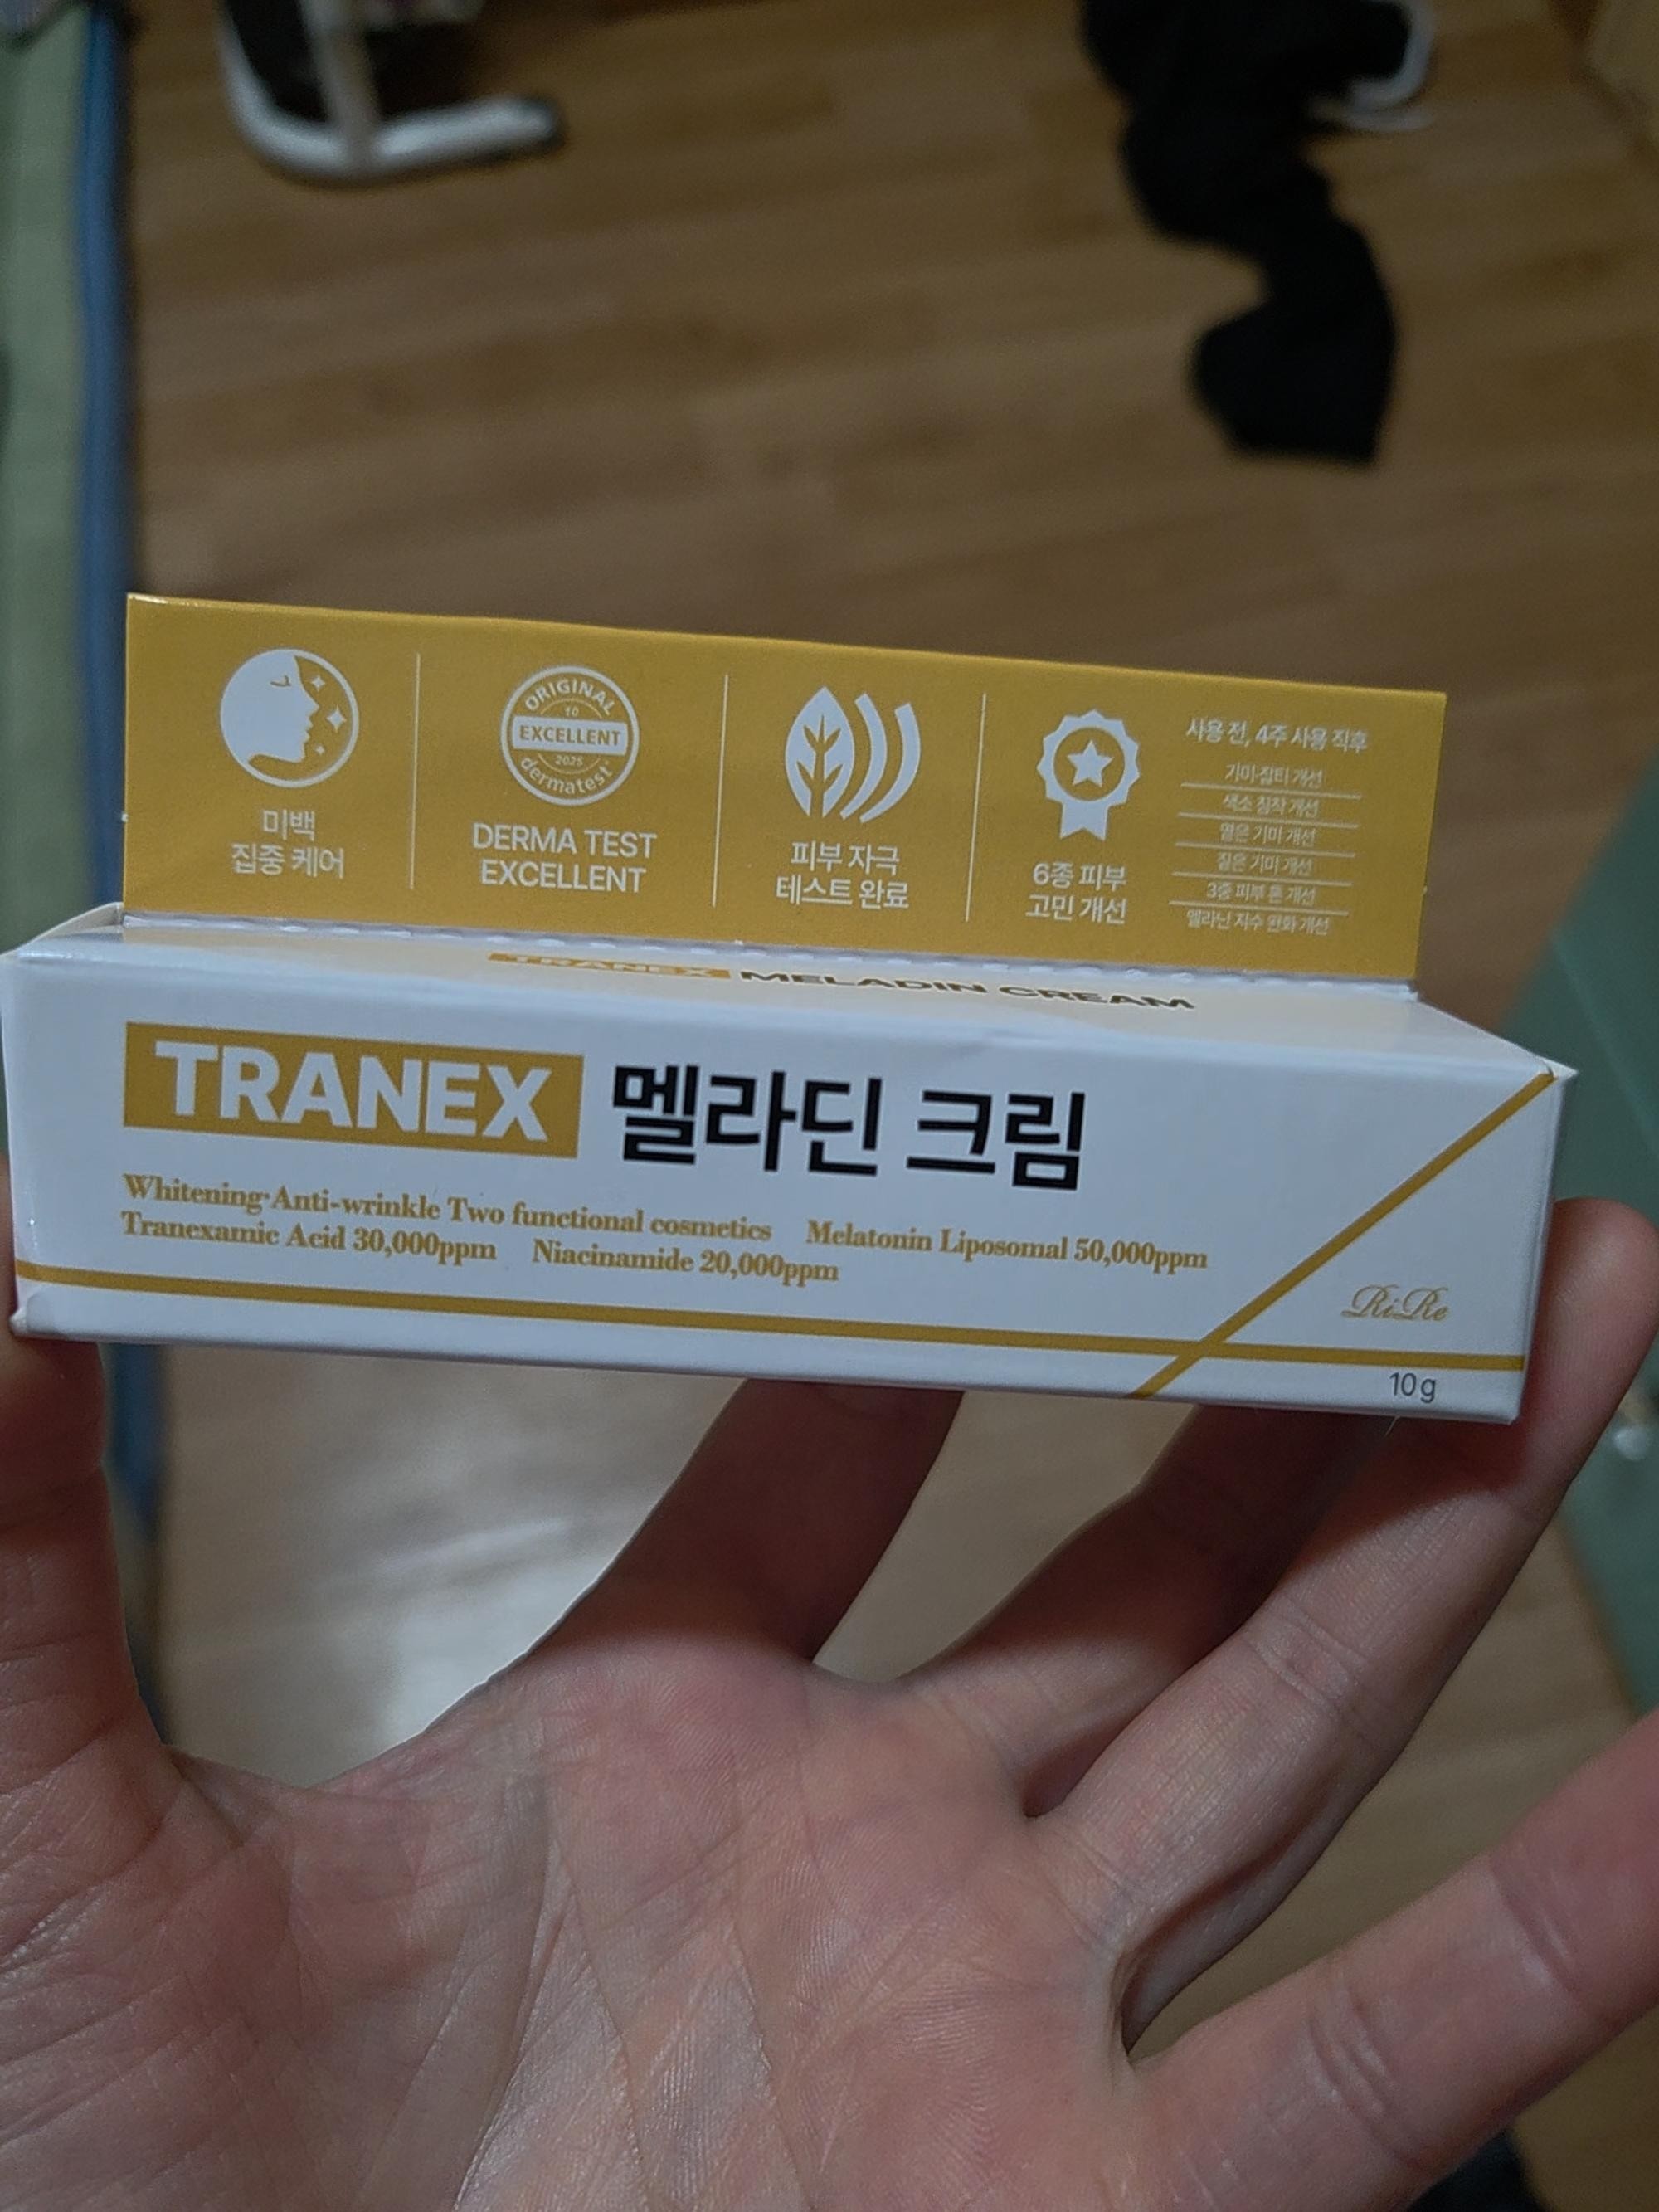 미백
집중 케어
ORIGINAL
TO
EXCELLENT
2025
dermatest
DERMA TEST
EXCELLENT
피부 자극
테스트 완료
6종 피부
고민 개선
사용 전, 4주 사용 직후
기미·잡티 개선
색소 침착 개선
옅은 기미 개선
짙은 기미 개선
3종 피부 톤 개선
멜라닌 지수 완화 개선
TRANEX MELADIN CREAM
TRANEX 멜라딘 크림
Whitening·Anti-wrinkle Two functional cosmetics Melatonin Liposomal 50,000ppm
Tranexamic Acid 30,000ppm Niacinamide 20,000ppm
RiRe
10g